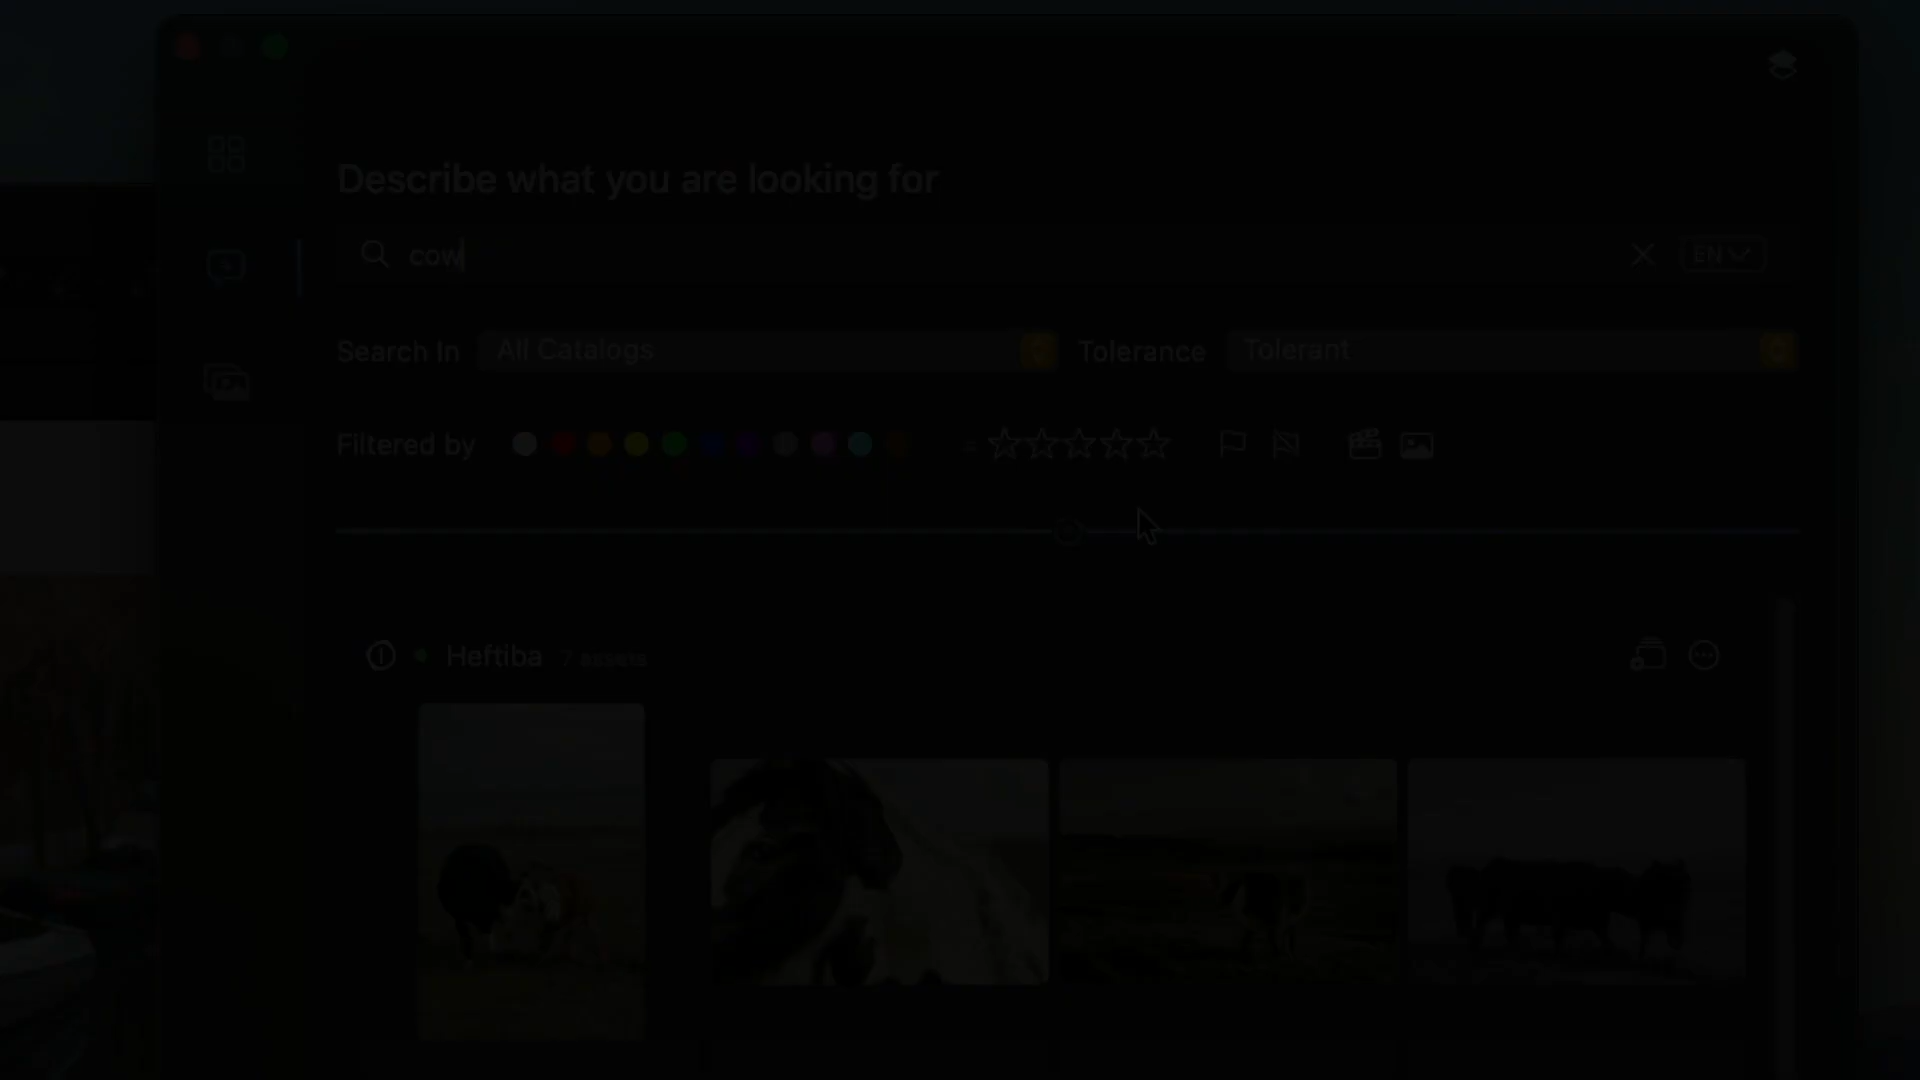 Describe what you are looking for
cow
EN
Search In All Catalogs Tolerance Tolerant
Filtered by
Heftiba 7 assets